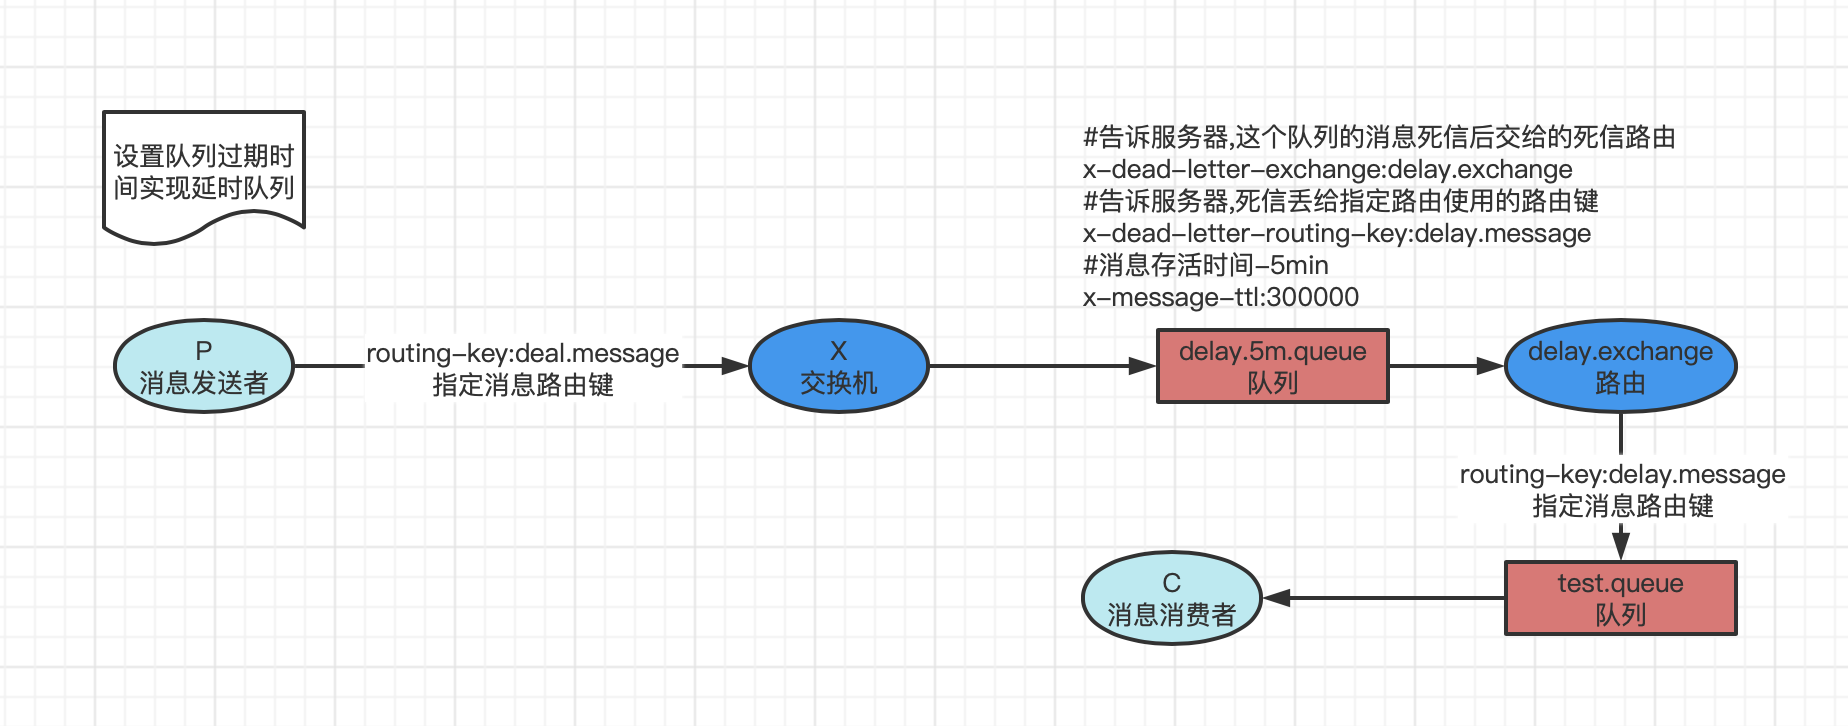 设置队列过期时
间实现延时队列
#告诉服务器,这个队列的消息死信后交给的死信路由
x-dead-letter-exchange:delay.exchange
#告诉服务器,死信丢给指定路由使用的路由键
x-dead-letter-routing-key:delay.message
#消息存活时间-5min
x-message-ttl:300000
P
消息发送者
routing-key:deal.message
指定消息路由键
X
交换机
delay.5m.queue
队列
delay.exchange
路由
routing-key:delay.message
指定消息路由键
test.queue
队列
C
消息消费者